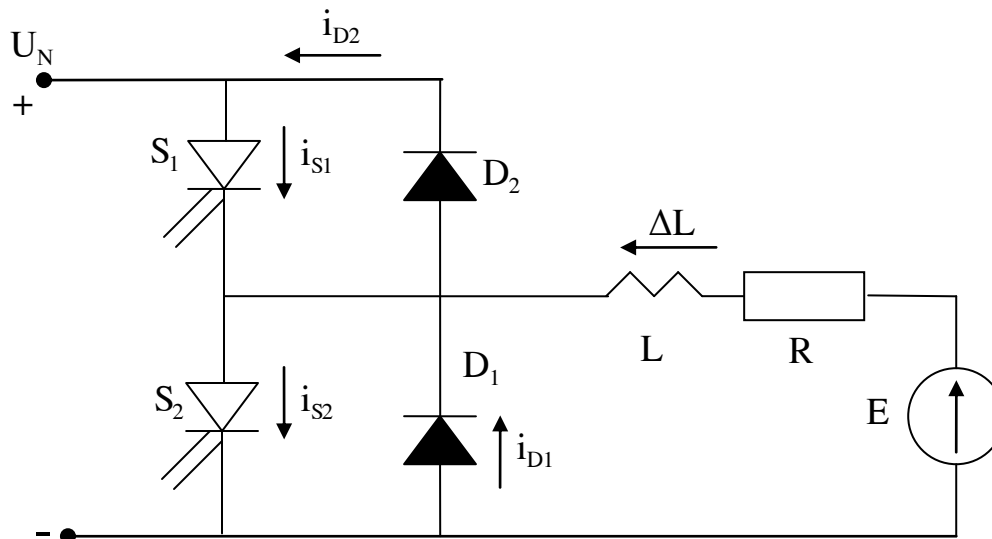 i_D2
U_N
+
S_1
i_S1
D_2
ΔL
L
R
D_1
S_2
i_S2
E
i_D1
-